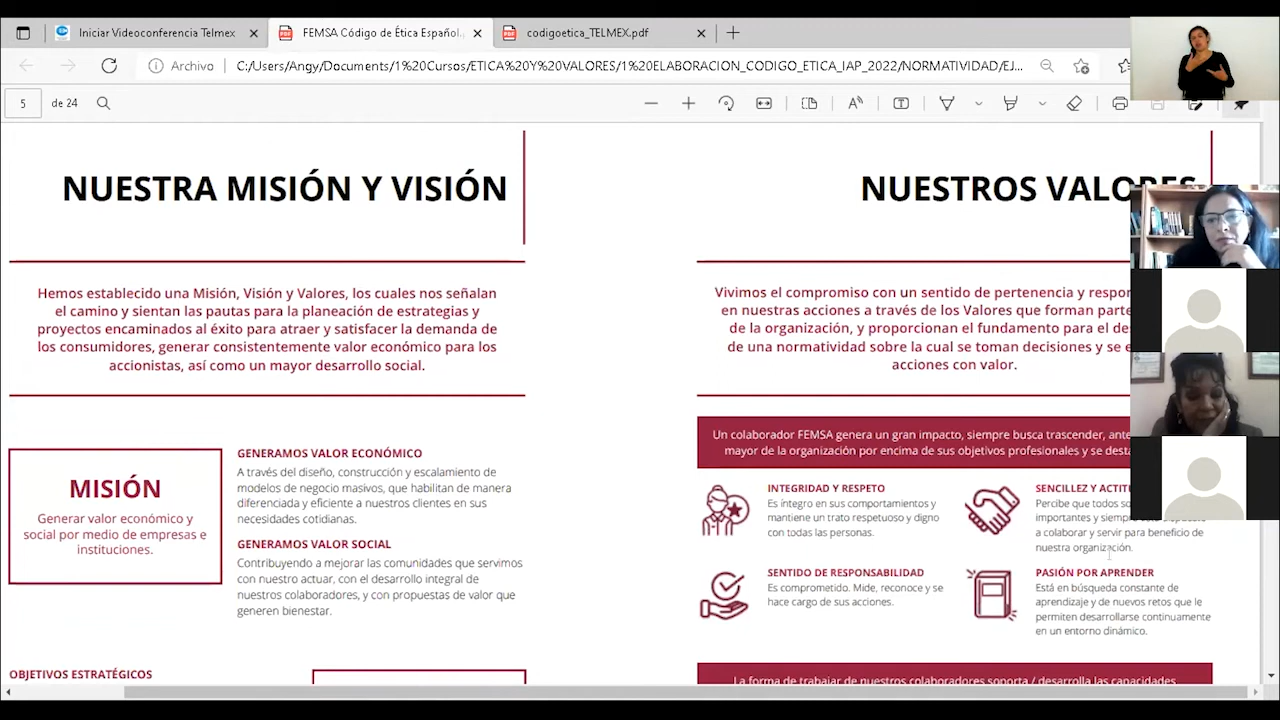 Iniciar Videoconferencia Telmex
FEMSA Código de Ética Español.
codigoetica_TELMEX.pdf
Archivo
C:/Users/Angy/Documents/1%20Cursos/ETICA%20Y%20VALORES/1%20ELABORACION_CODIGO_ETICA_IAP_2022/NORMATIVIDAD/EJ...
5
de 24
NUESTRA MISIÓN Y VISIÓN
Hemos establecido una Misión, Visión y Valores, los cuales nos señalan
el camino y sientan las pautas para la planeación de estrategias y
proyectos encaminados al éxito para atraer y satisfacer la demanda de
los consumidores, generar consistentemente valor económico para los
accionistas, así como un mayor desarrollo social.
MISIÓN
Generar valor económico y
social por medio de empresas e
instituciones.
GENERAMOS VALOR ECONÓMICO
A través del diseño, construcción y escalamiento de
modelos de negocio masivos, que habilitan de manera
diferenciada y eficiente a nuestros clientes en sus
necesidades cotidianas.
GENERAMOS VALOR SOCIAL
Contribuyendo a mejorar las comunidades que servimos
con nuestro actuar, con el desarrollo integral de
nuestros colaboradores, y con propuestas de valor que
generen bienestar.
OBJETIVOS ESTRATÉGICOS
NUESTROS VALORES
Vivimos el compromiso con un sentido de pertenencia y
en nuestras acciones a través de los Valores que forman
de la organización, y proporcionan el fundamento para el
de una normatividad sobre la cual se toman decisiones y se
acciones con valor.
Un colaborador FEMSA genera un gran impacto, siempre busca trascender,
mayor de la organización por encima de sus objetivos profesionales y se
INTEGRIDAD Y RESPETO
Es íntegro en sus comportamientos y
mantiene un trato respetuoso y digno
con todas las personas.
SENCILLEZ Y
Percibe que todos
importantes y
a colaborar y servir para beneficio de
nuestra organización.
SENTIDO DE RESPONSABILIDAD
Es comprometido. Mide, reconoce y se
hace cargo de sus acciones.
PASIÓN POR APRENDER
Está en búsqueda constante de
aprendizaje y de nuevos retos que le
permiten desarrollarse continuamente
en un entorno dinámico.
La forma de trabajar de nuestros colaboradores soporta / desarrolla las capacidades